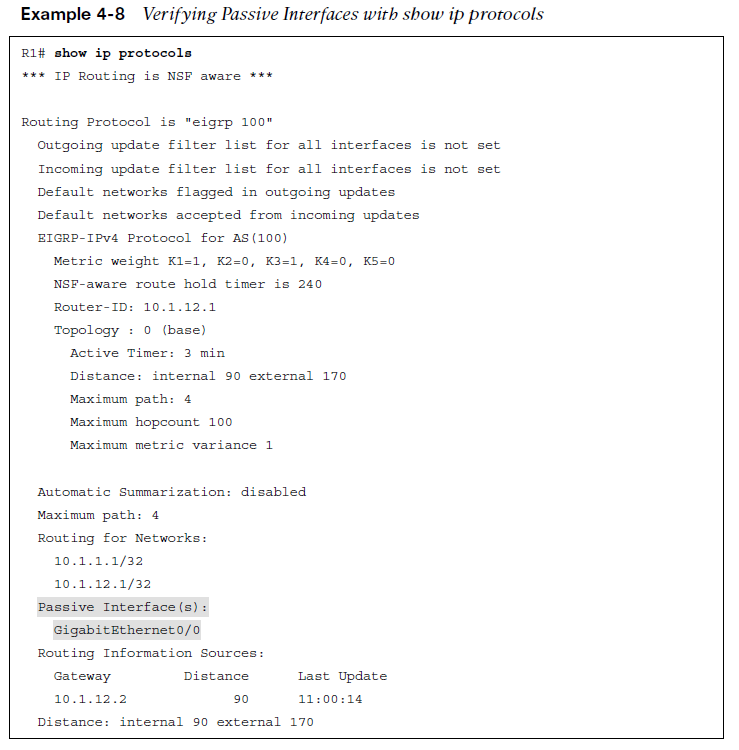 Example 4-8 Verifying Passive Interfaces with show ip protocols
R1# show ip protocols
*** IP Routing is NSF aware ***
Routing Protocol is "eigrp 100"
Outgoing update filter list for all interfaces is not set
Incoming update filter list for all interfaces is not set
Default networks flagged in outgoing updates
Default networks accepted from incoming updates
EIGRP-IPv4 Protocol for AS(100)
Metric weight K1=1, K2=0, K3=1, K4=0, K5=0
NSF-aware route hold timer is 240
Router-ID: 10.1.12.1
Topology : 0 (base)
Active Timer: 3 min
Distance: internal 90 external 170
Maximum path: 4
Maximum hopcount 100
Maximum metric variance 1
Automatic Summarization: disabled
Maximum path: 4
Routing for Networks:
10.1.1.1/32
10.1.12.1/32
Passive Interface(s):
GigabitEthernet0/0
Routing Information Sources:
Gateway Distance Last Update
10.1.12.2 90 11:00:14
Distance: internal 90 external 170